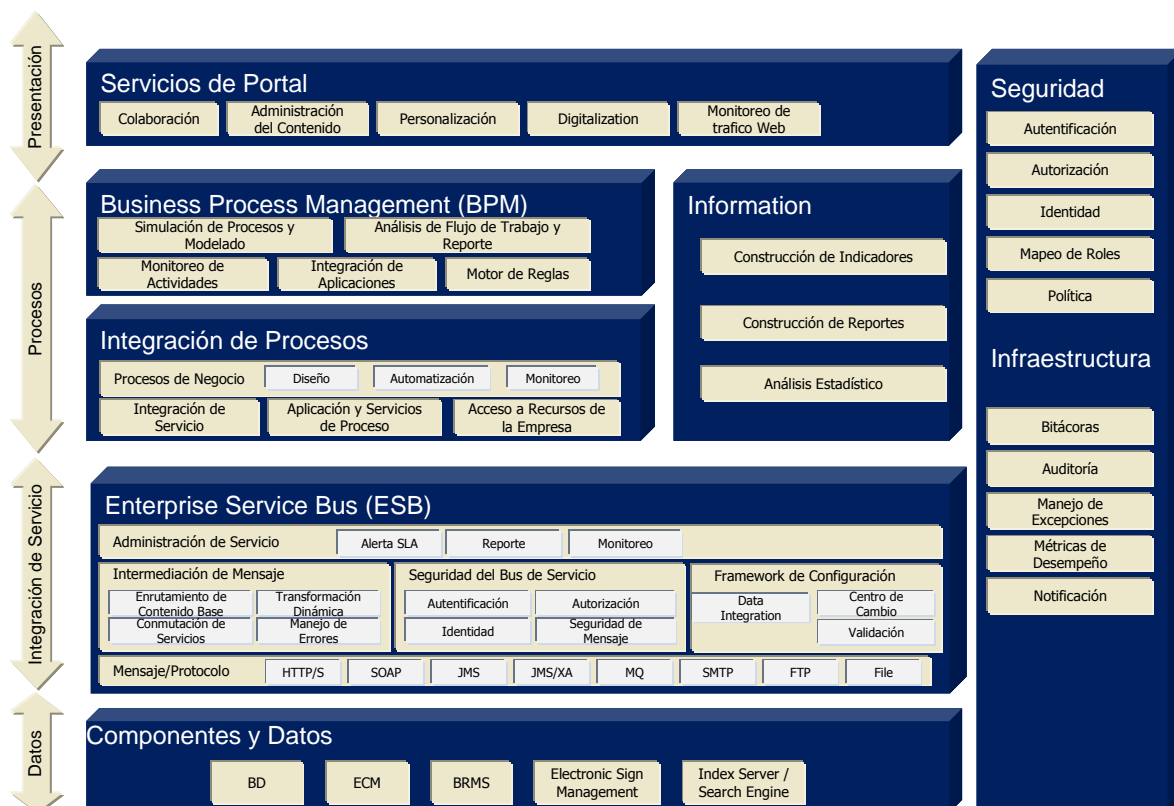 Presentación
Servicios de Portal
Colaboración
Administración
del Contenido
Personalización
Digitalization
Monitoreo de
trafico Web
Procesos
Business Process Management (BPM)
Simulación de Procesos y
Modelado
Análisis de Flujo de Trabajo y
Reporte
Monitoreo de
Actividades
Integración de
Aplicaciones
Motor de Reglas
Integración de Procesos
Procesos de Negocio
Diseño
Automatización
Monitoreo
Integración de
Servicio
Aplicación y Servicios
de Proceso
Acceso a Recursos de
la Empresa
Information
Construcción de Indicadores
Construcción de Reportes
Análisis Estadístico
Integración de Servicio
Enterprise Service Bus (ESB)
Administración de Servicio
Alerta SLA
Reporte
Monitoreo
Intermediación de Mensaje
Enrutamiento de
Contenido Base
Transformación
Dinámica
Conmutación de
Servicios
Manejo de
Errores
Seguridad del Bus de Servicio
Autentificación
Autorización
Identidad
Seguridad de
Mensaje
Framework de Configuración
Data
Integration
Centro de
Cambio
Validación
Mensaje/Protocolo
HTTP/S
SOAP
JMS
JMS/XA
MQ
SMTP
FTP
File
Datos
Componentes y Datos
BD
ECM
BRMS
Electronic Sign
Management
Index Server /
Search Engine
Seguridad
Autentificación
Autorización
Identidad
Mapeo de Roles
Política
Infraestructura
Bitácoras
Auditoría
Manejo de
Excepciones
Métricas de
Desempeño
Notificación